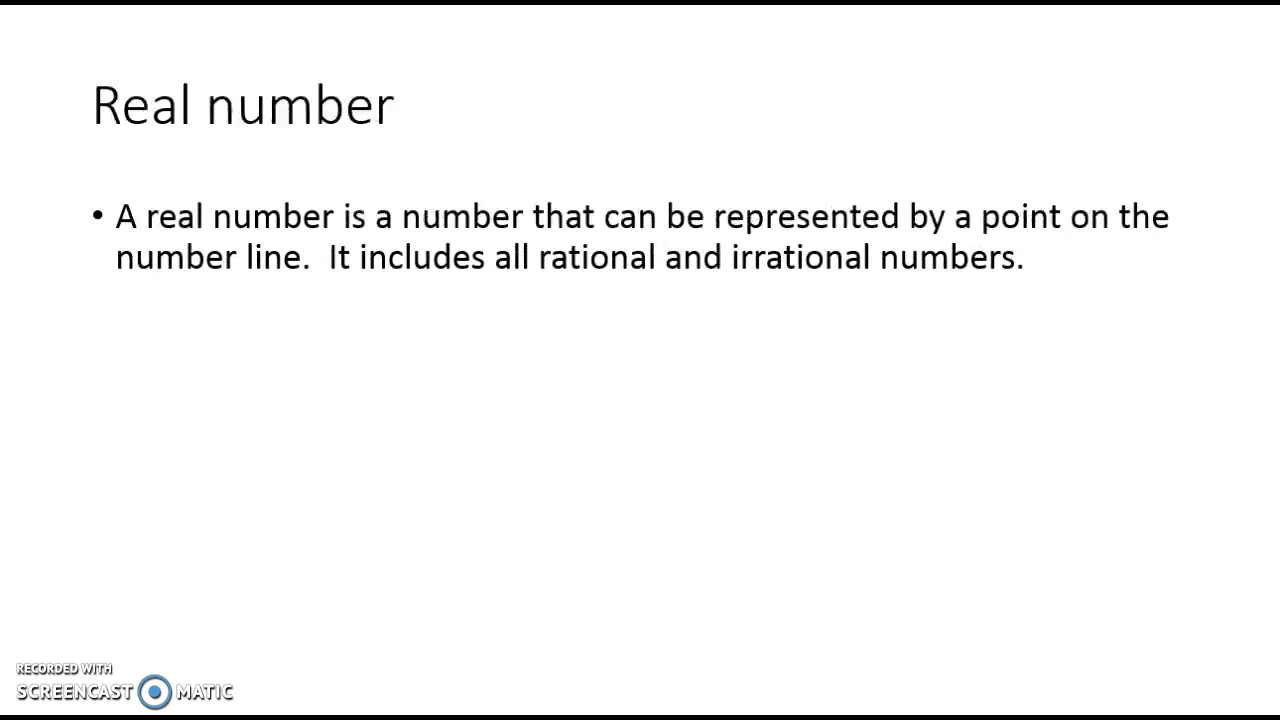 Real number
• A real number is a number that can be represented by a point on the
number line.  It includes all rational and irrational numbers.
RECORDED WITH
SCREENCAST MATIC